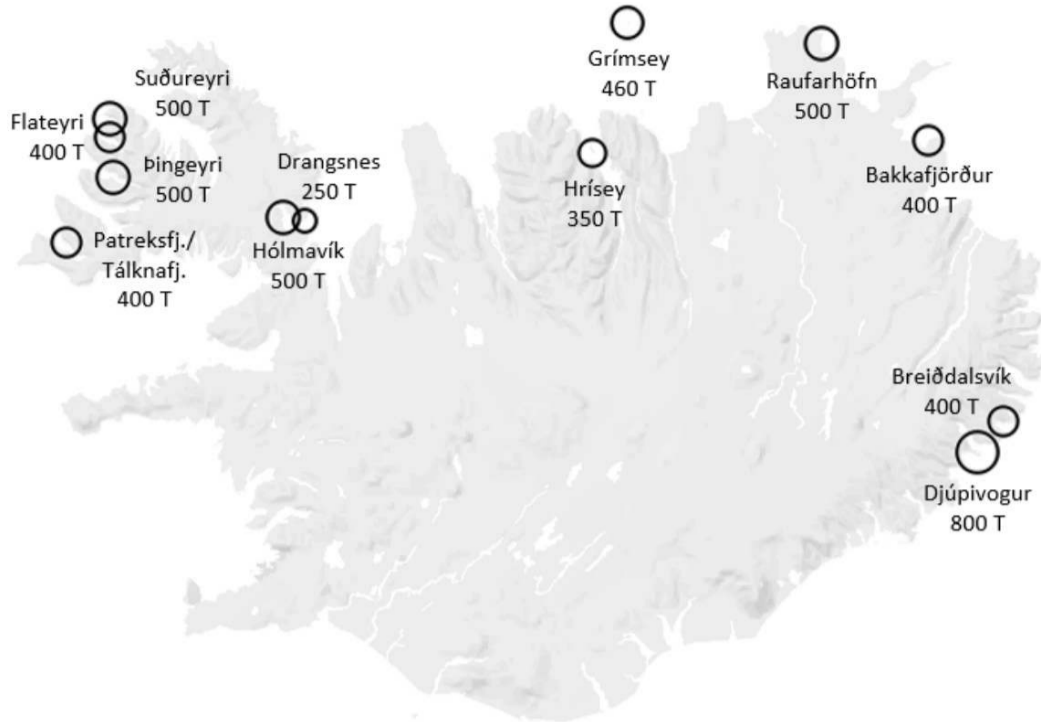 Suðureyri
500 T
Flateyri
400 T
Þingeyri
500 T
Drangsnes
250 T
Hólmavík
500 T
Patreksfj./
Tálknafj.
400 T
Grímsey
460 T
Hrísey
350 T
Raufarhöfn
500 T
Bakkafjörður
400 T
Breiðdalsvík
400 T
Djúpivogur
800 T